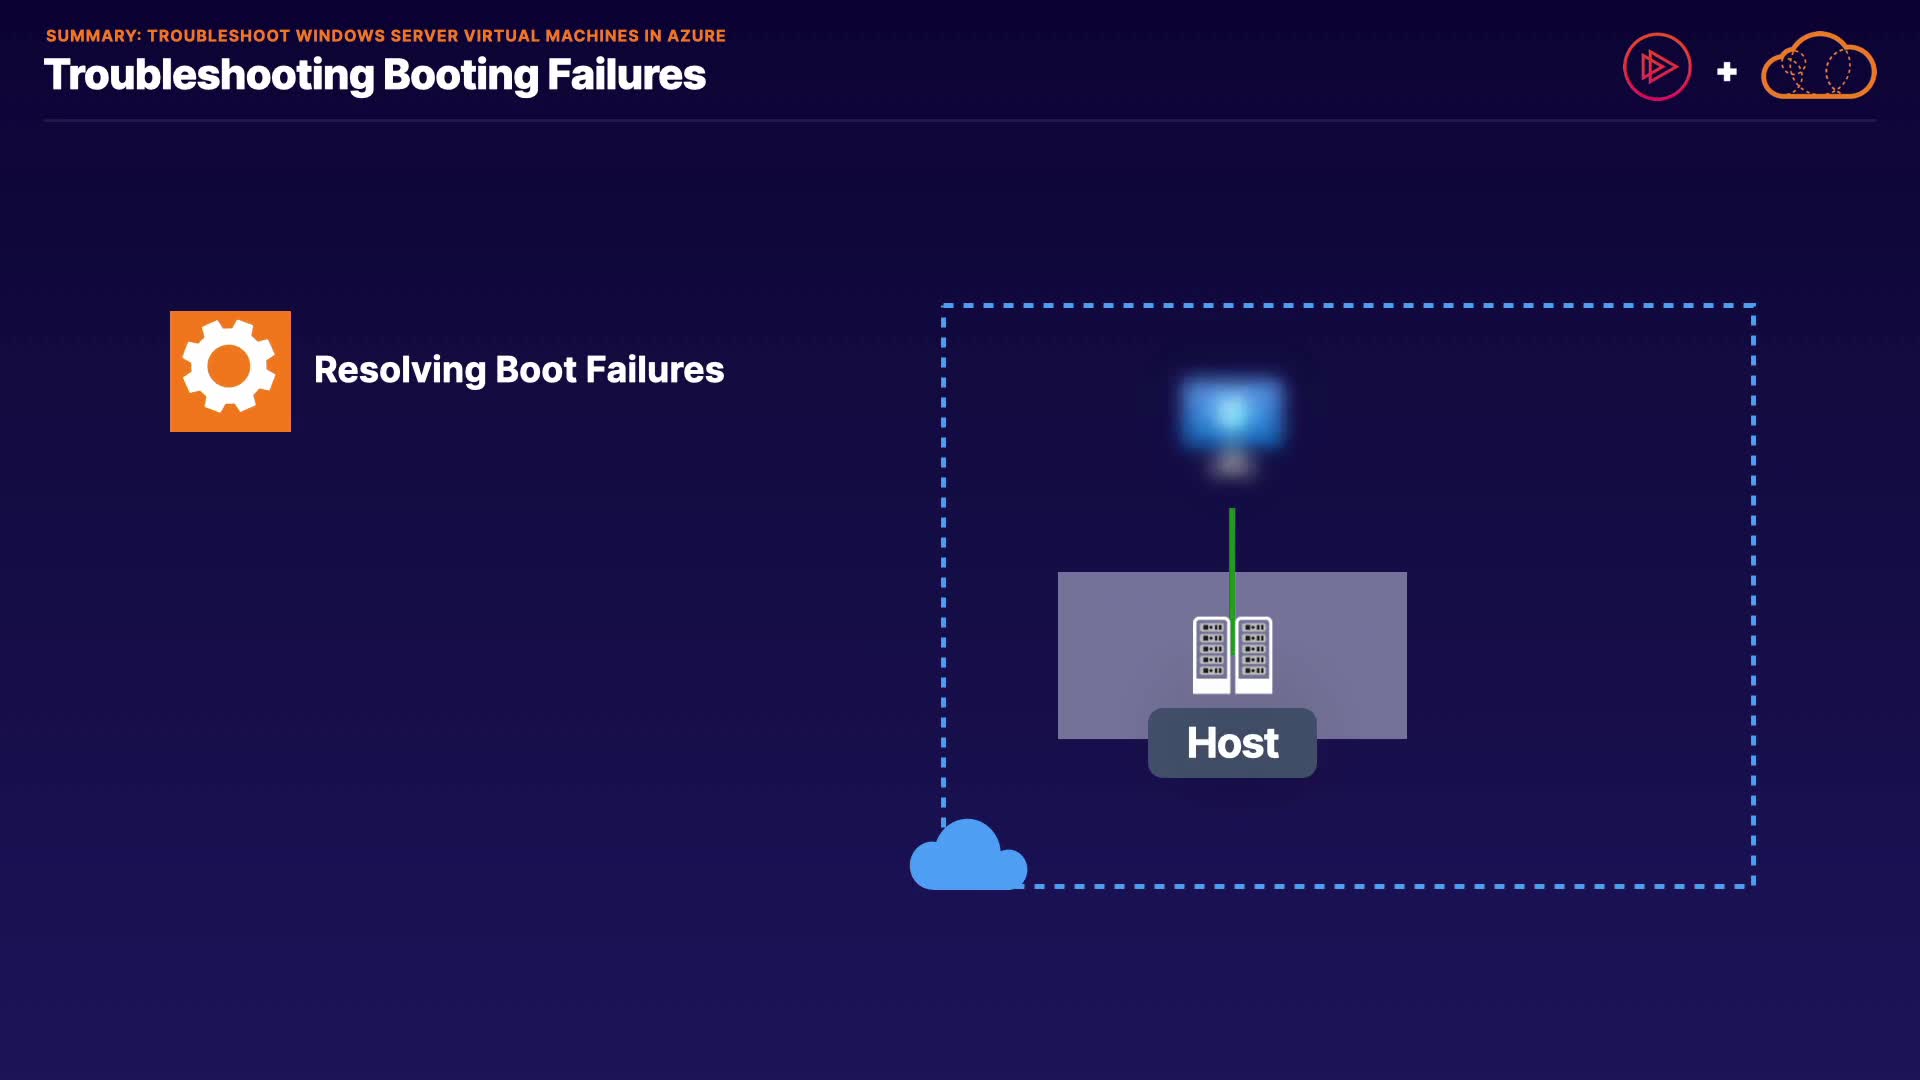 SUMMARY: TROUBLESHOOT WINDOWS SERVER VIRTUAL MACHINES IN AZURE
Troubleshooting Booting Failures
Resolving Boot Failures
Host